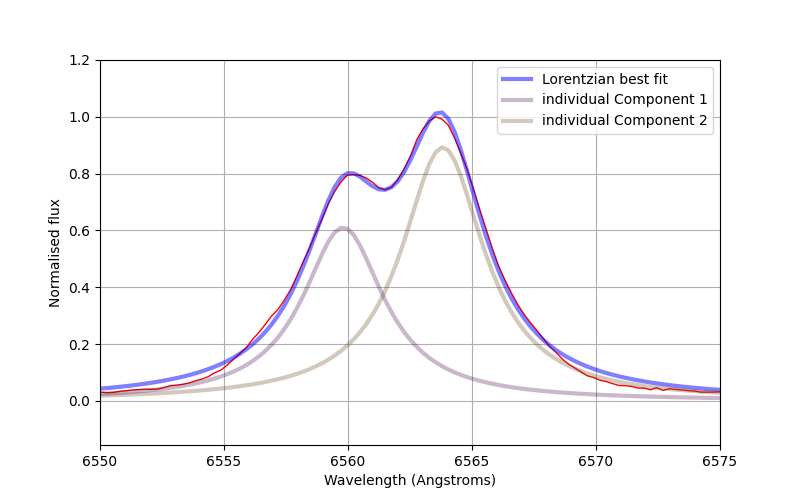 1.2
1.0
0.8
0.6
0.4
0.2
0.0
Normalised flux
Lorentzian best fit
individual Component 1
individual Component 2
6550 6555 6560 6565 6570 6575
Wavelength (Angstroms)